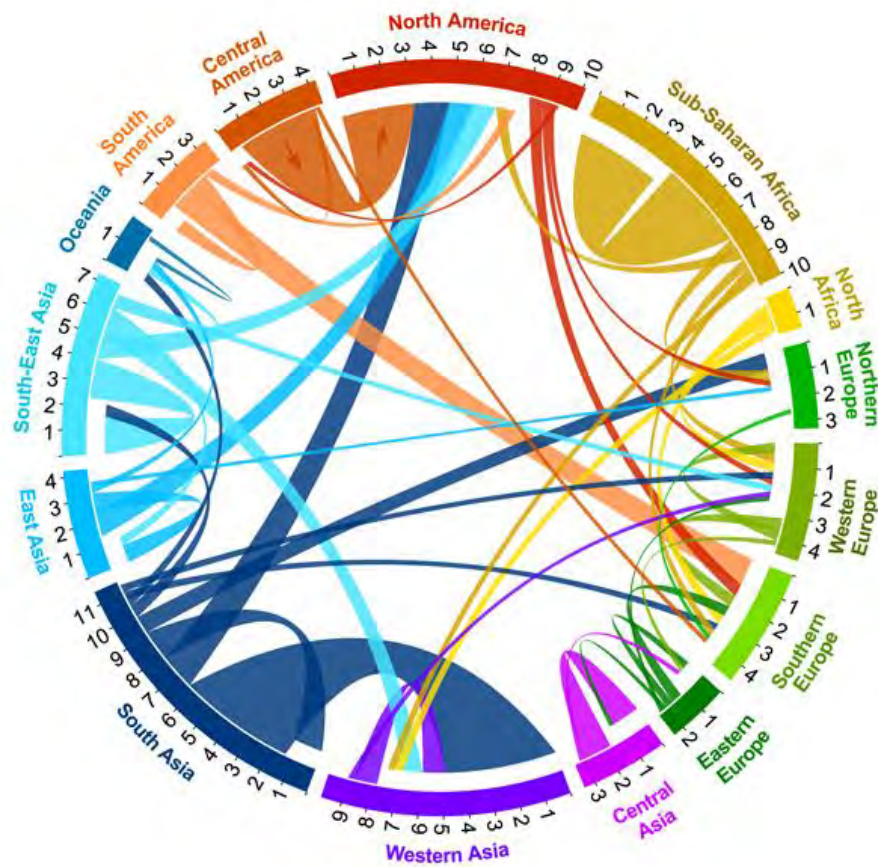 North America
1 2 3 4 5 6 7 8 9 10
Sub-Saharan Africa
1 2 3 4 5 6 7 8 9 10
North
Africa
1
Northern
Europe
1 2 3
Western
Europe
1 2 3 4
Southern
Europe
1 2 3 4
Eastern
Europe
1 2
Central
Asia
1 2 3
Western Asia
1 2 3 4 5 6 7 8 9
South Asia
1 2 3 4 5 6 7 8 9 10 11
East Asia
1 2 3 4
South-East Asia
1 2 3 4 5 6 7
Oceania
1
South
America
1 2 3
Central
America
1 2 3 4